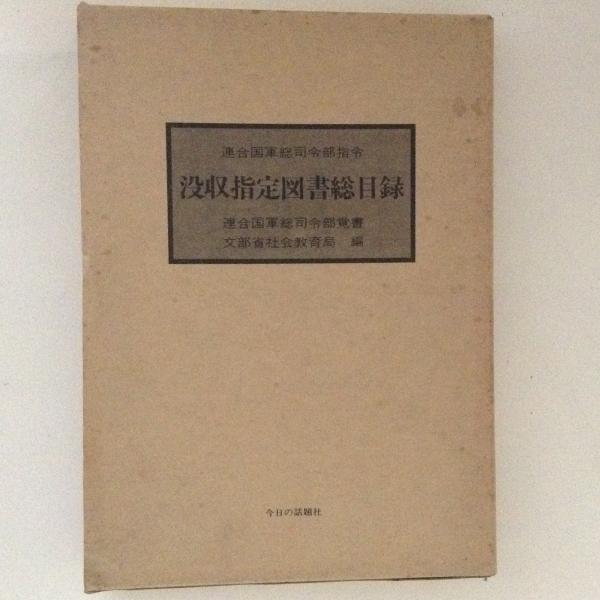 連合国軍総司令部指令
没収指定図書総目録
連合国軍総司令部覚書
文部省社会教育局 編
今日の話題社